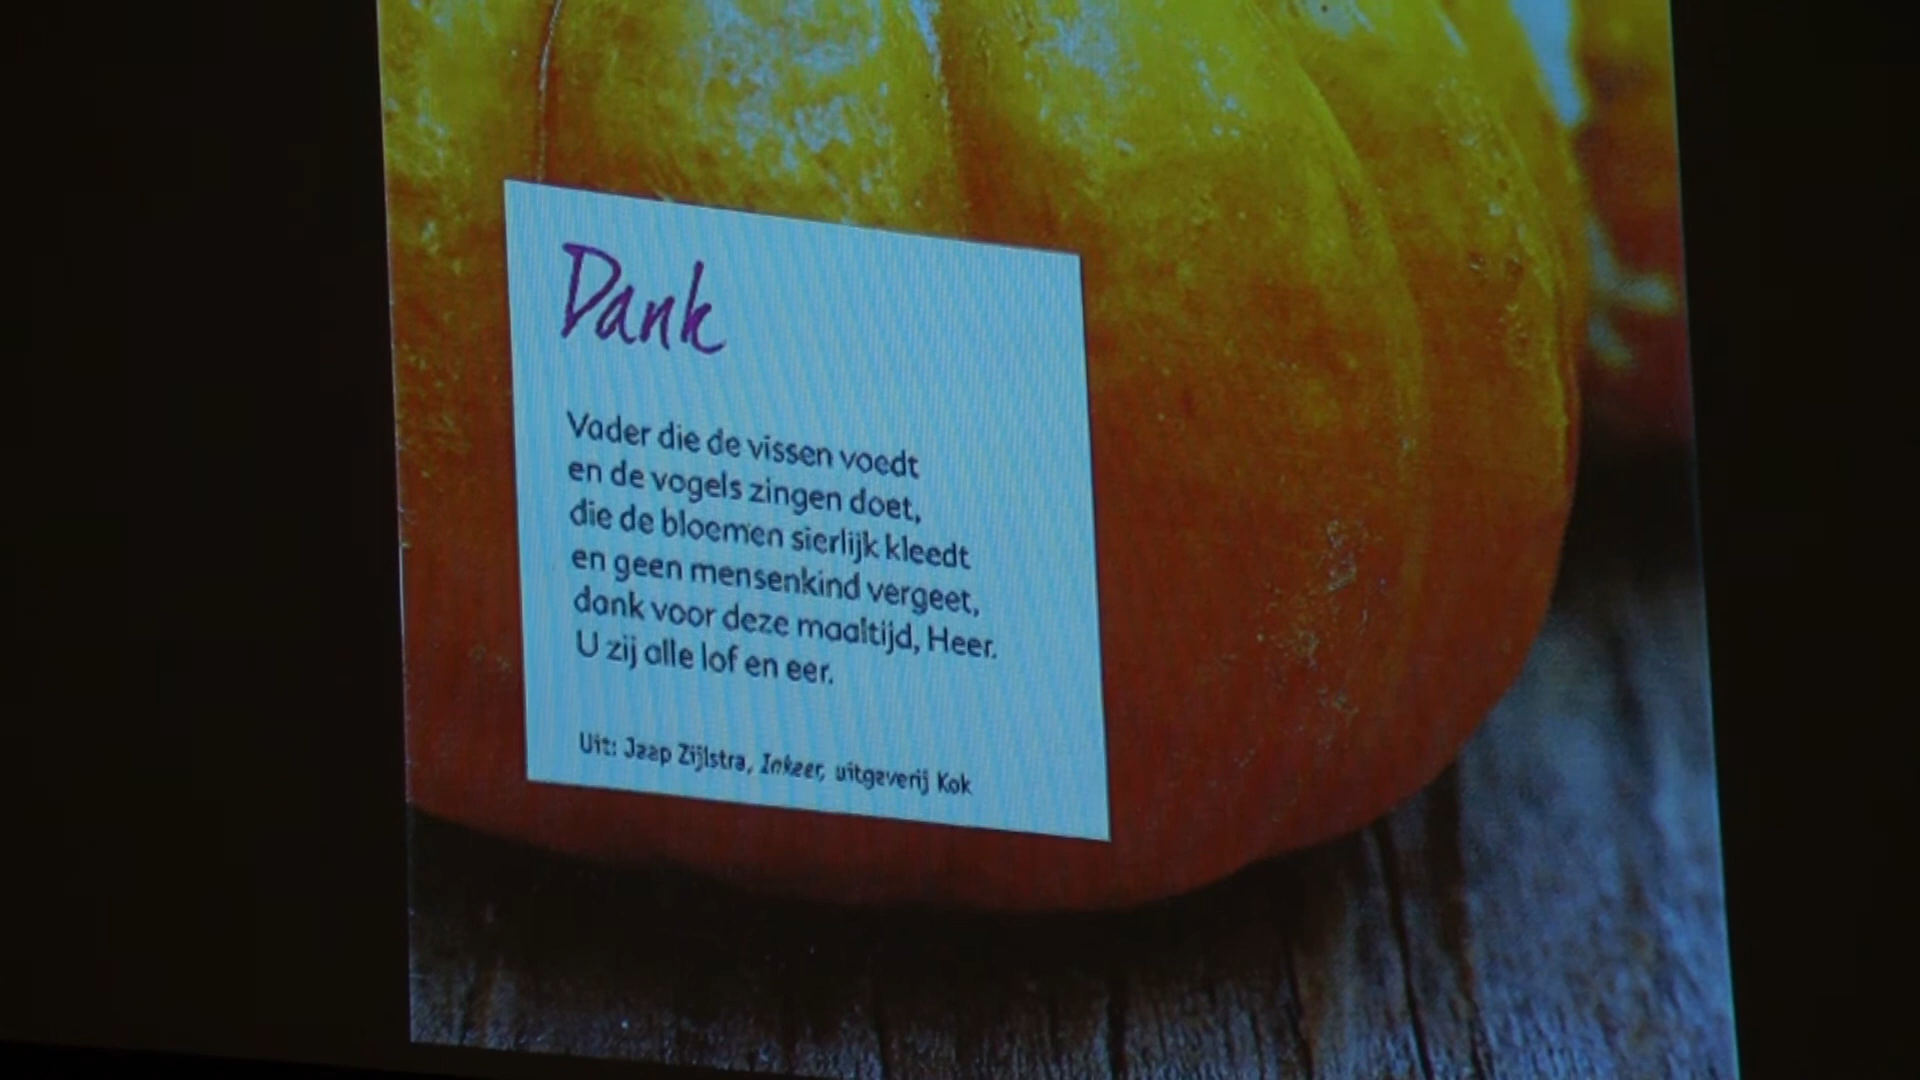 Dank
Vader die de vissen voedt
en de vogels zingen doet,
die de bloemen sierlijk kleedt
en geen mensenkind vergeet,
dank voor deze maaltijd, Heer.
U zij alle lof en eer.
Uit: Jaap Zijlstra, Inkeer, uitgeverij Kok